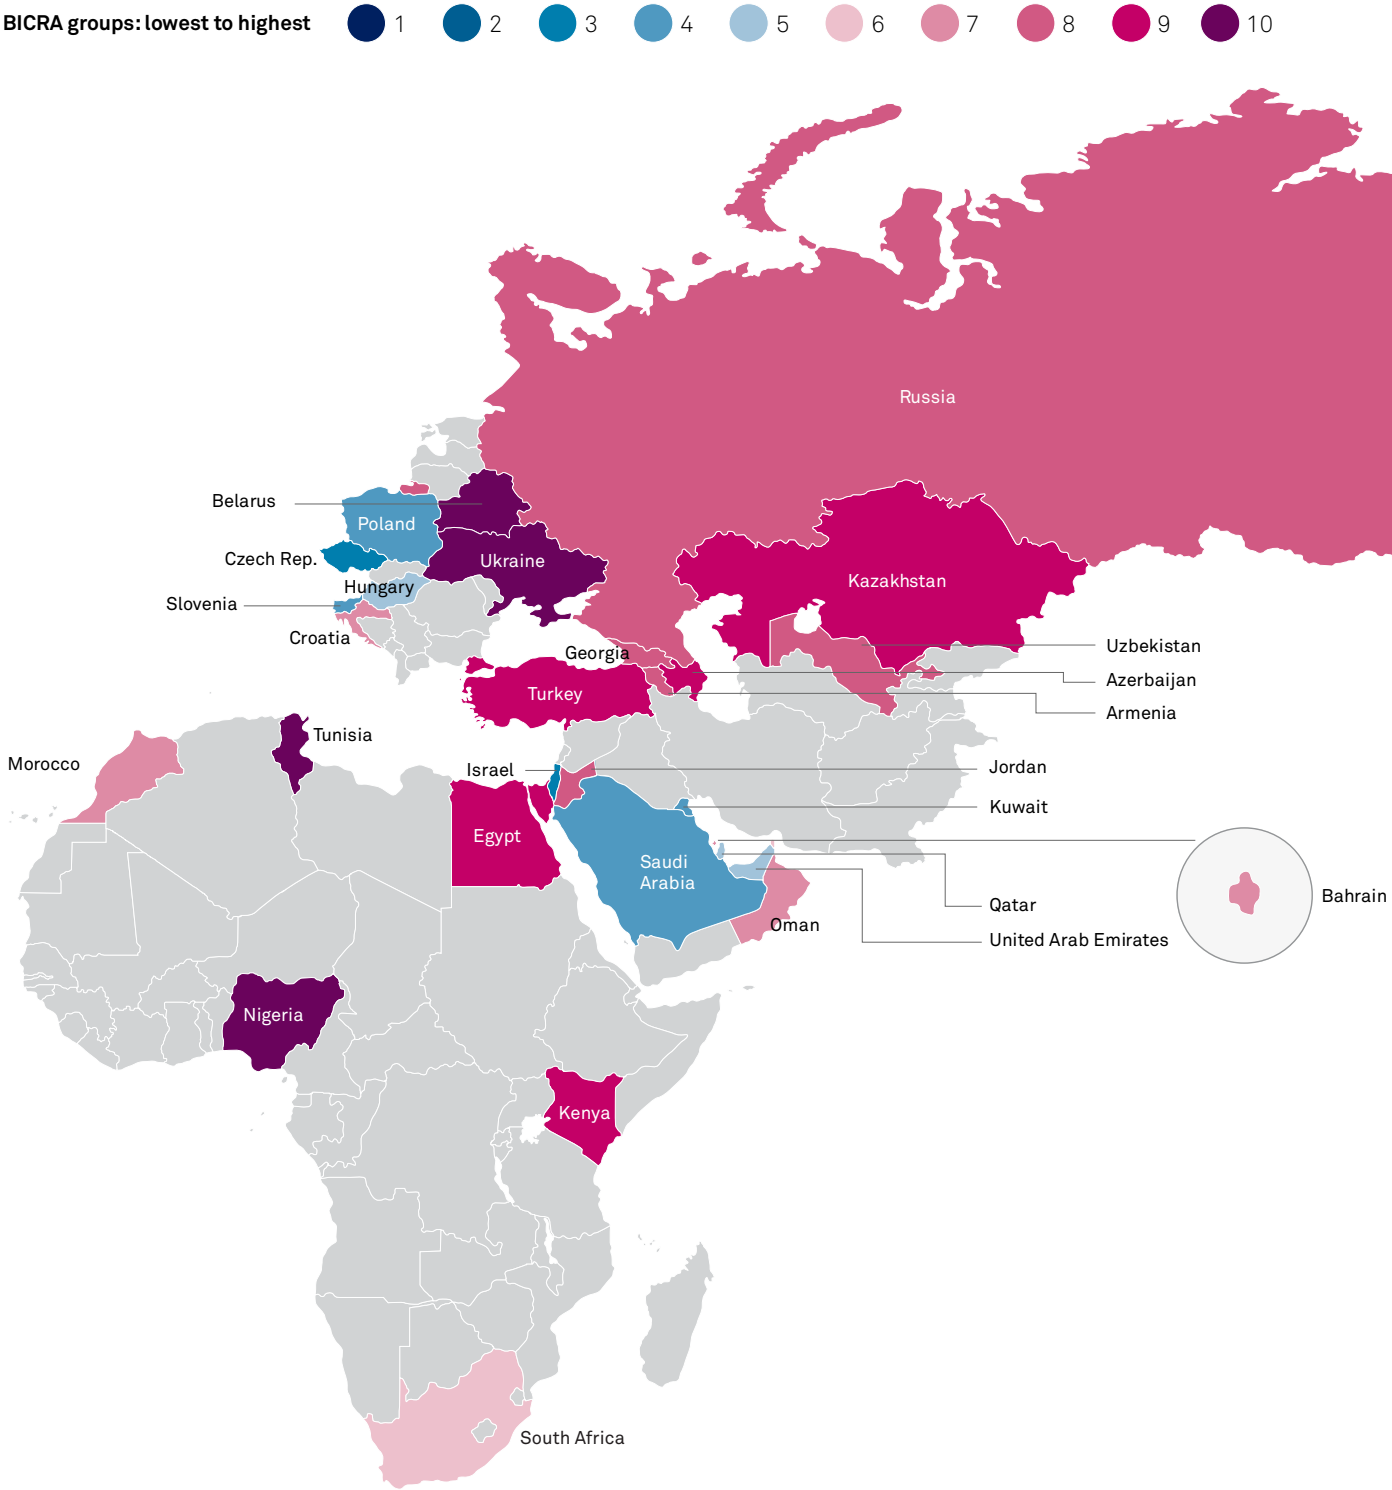 BICRA groups: lowest to highest 1 2 3 4 5 6 7 8 9 10
Russia
Belarus
Poland
Czech Rep.
Ukraine
Hungary
Kazakhstan
Slovenia
Croatia
Georgia
Uzbekistan
Azerbaijan
Turkey
Armenia
Tunisia
Morocco
Israel
Jordan
Kuwait
Egypt
Saudi
Arabia
Qatar
Bahrain
Oman
United Arab Emirates
Nigeria
Kenya
South Africa